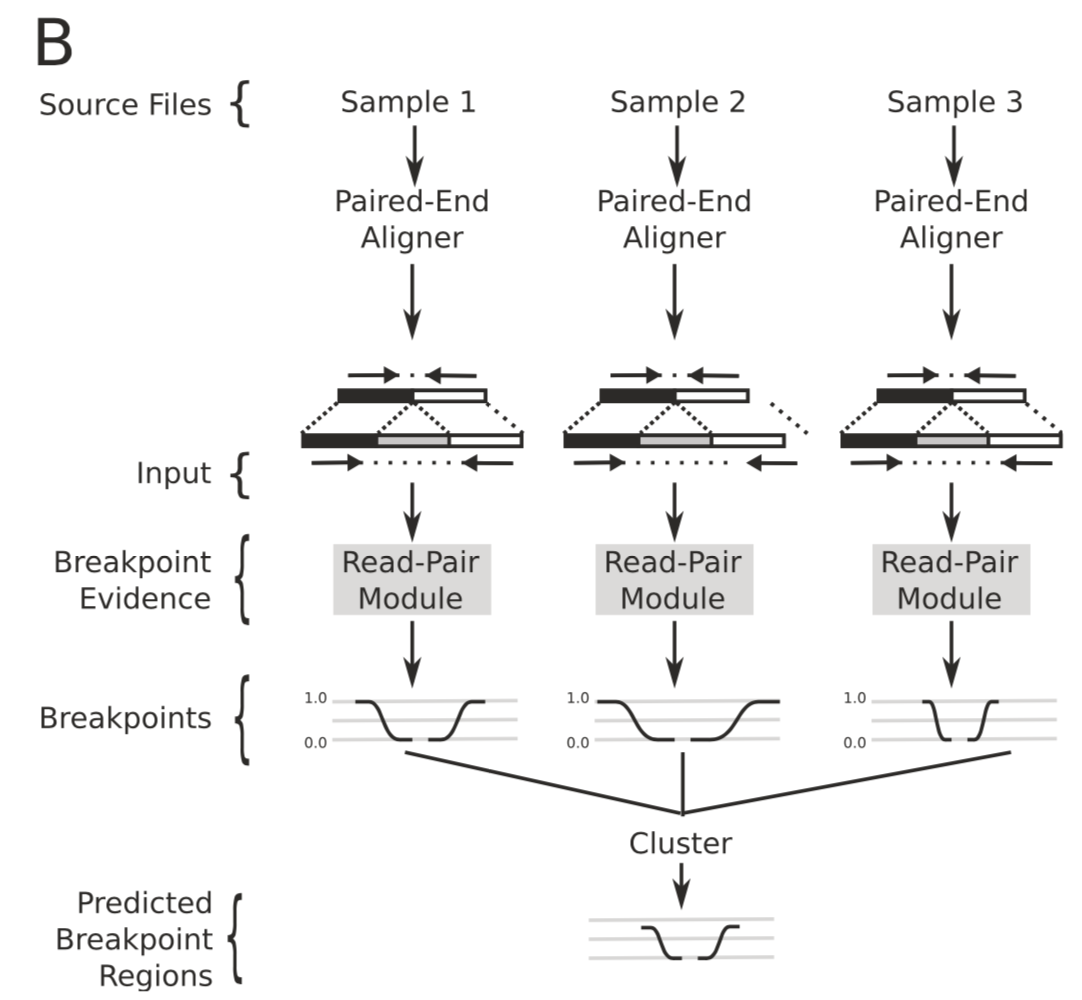 B
Source Files {
Sample 1
Sample 2
Sample 3
Paired-End
Aligner
Paired-End
Aligner
Paired-End
Aligner
Input {
Breakpoint
Evidence {
Read-Pair
Module
Read-Pair
Module
Read-Pair
Module
Breakpoints {
1.0
0.0
1.0
0.0
1.0
0.0
Cluster
Predicted
Breakpoint {
Regions